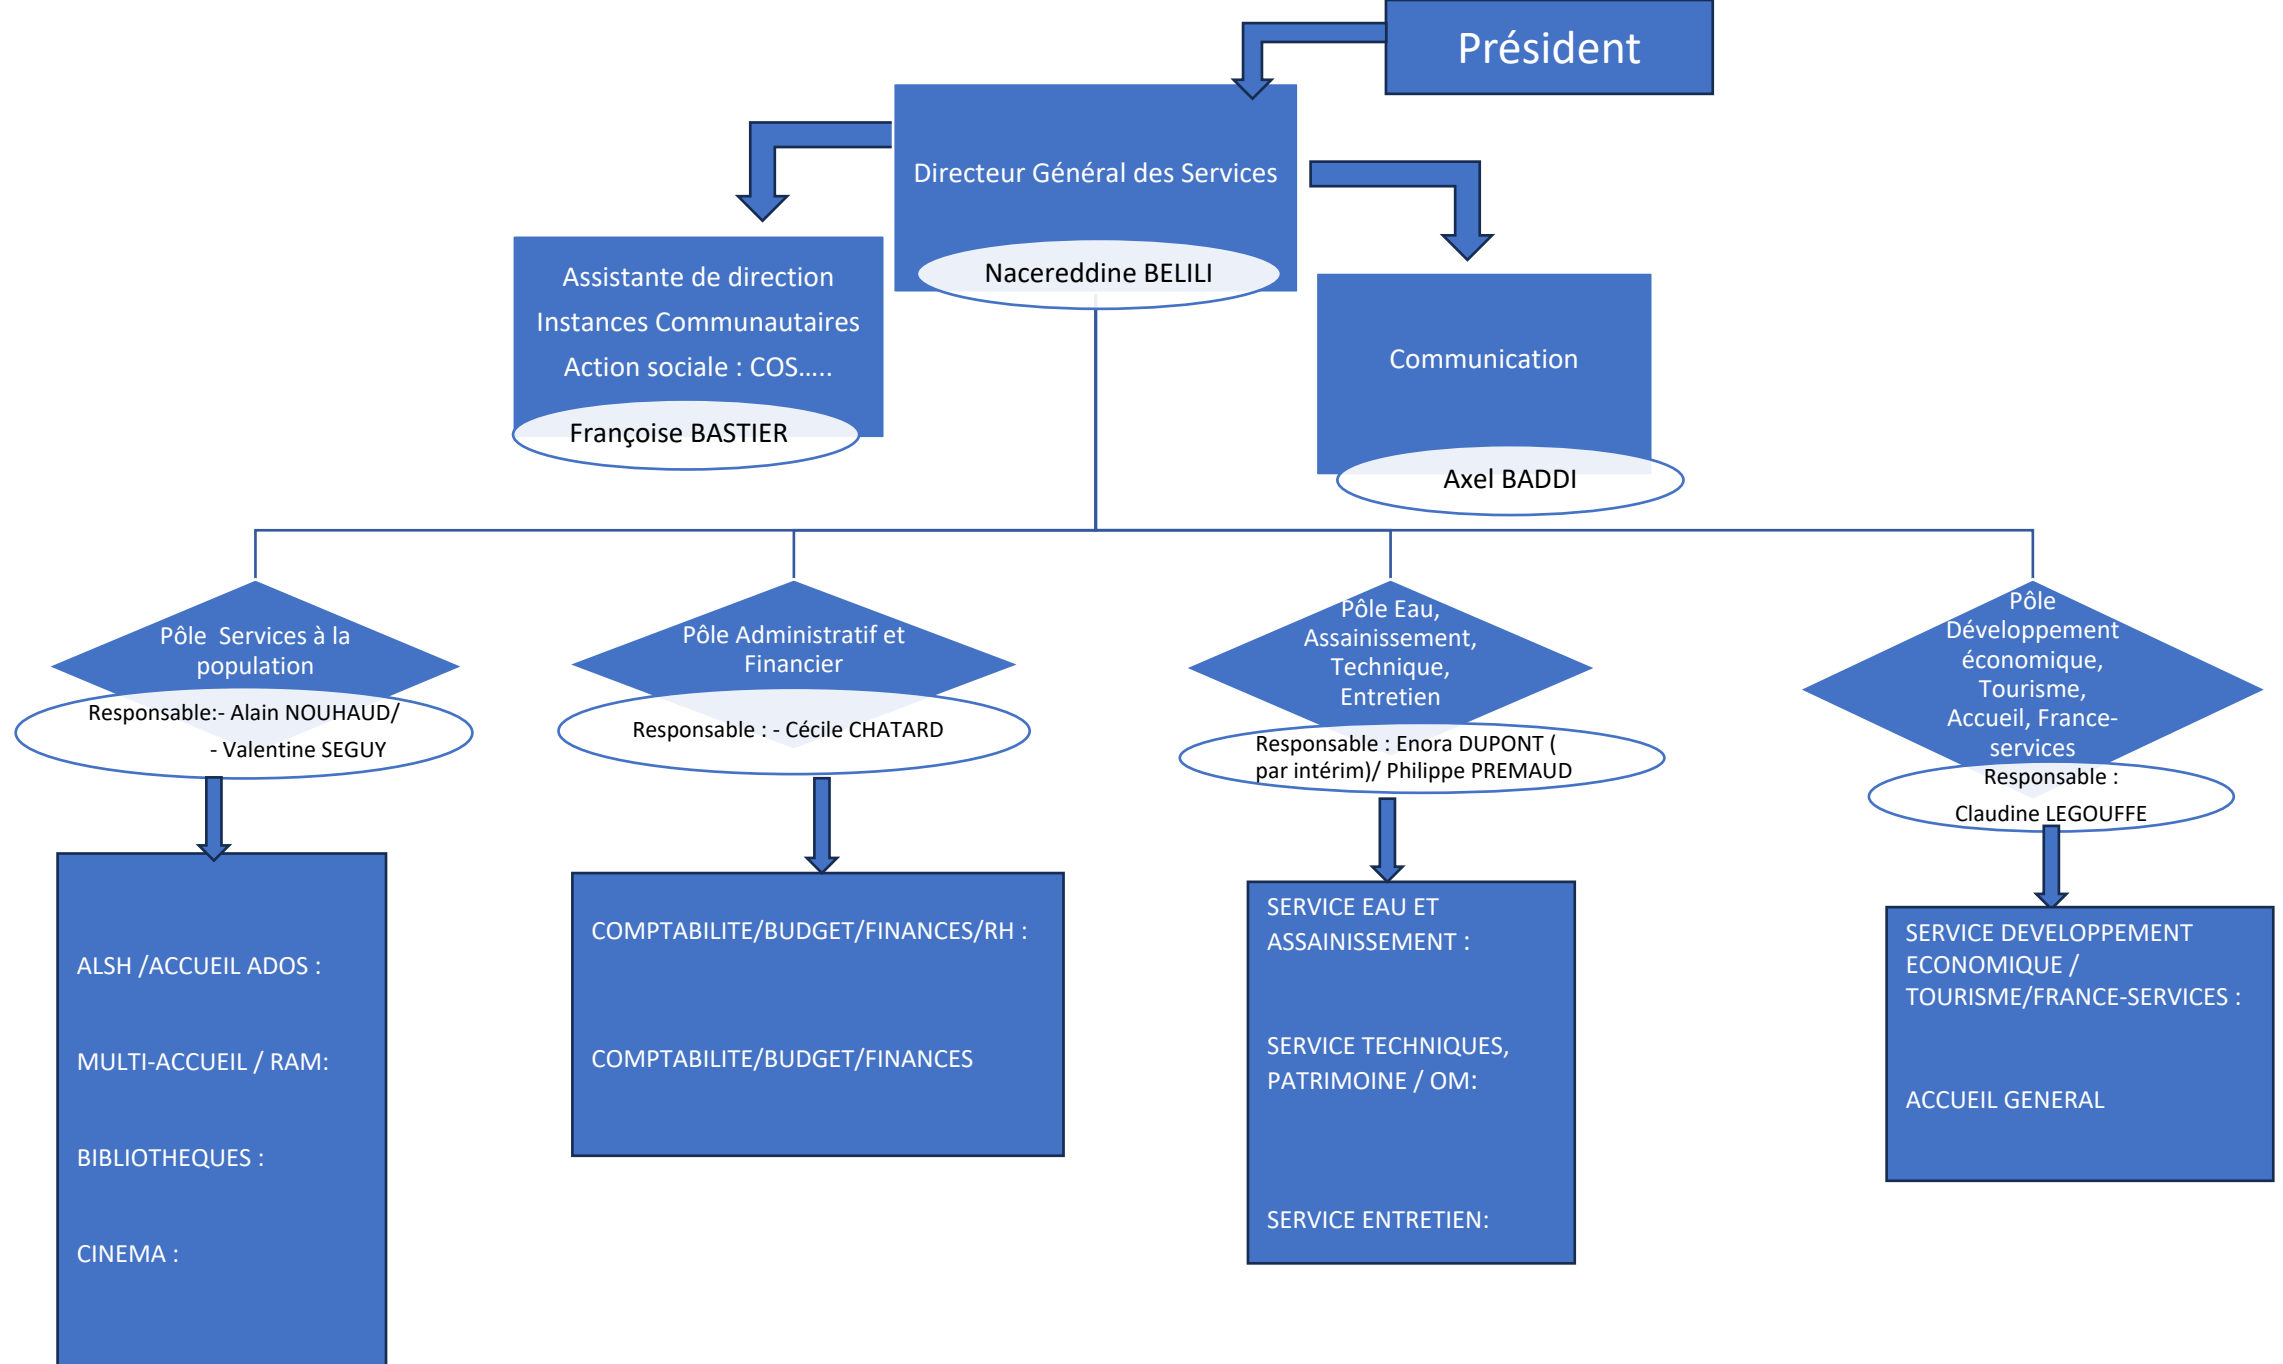 Président
Directeur Général des Services
Nacereddine BELILI
Assistante de direction
Instances Communautaires
Action sociale : COS.....
Françoise BASTIER
Communication
Axel BADDI
Pôle Services à la
population
Responsable:- Alain NOUHAUD/
- Valentine SEGUY
Pôle Administratif et
Financier
Responsable : - Cécile CHATARD
Pôle Eau,
Assainissement,
Technique,
Entretien
Responsable : Enora DUPONT (
par intérim)/ Philippe PREMAUD
Pôle
Développement
économique,
Tourisme,
Accueil, France-
services
Responsable :
Claudine LEGOUFFE
ALSH /ACCUEIL ADOS :
MULTI-ACCUEIL / RAM:
BIBLIOTHEQUES :
CINEMA :
COMPTABILITE/BUDGET/FINANCES/RH :
COMPTABILITE/BUDGET/FINANCES
SERVICE EAU ET
ASSAINISSEMENT :
SERVICE TECHNIQUES,
PATRIMOINE / OM:
SERVICE ENTRETIEN:
SERVICE DEVELOPPEMENT
ECONOMIQUE /
TOURISME/FRANCE-SERVICES :
ACCUEIL GENERAL